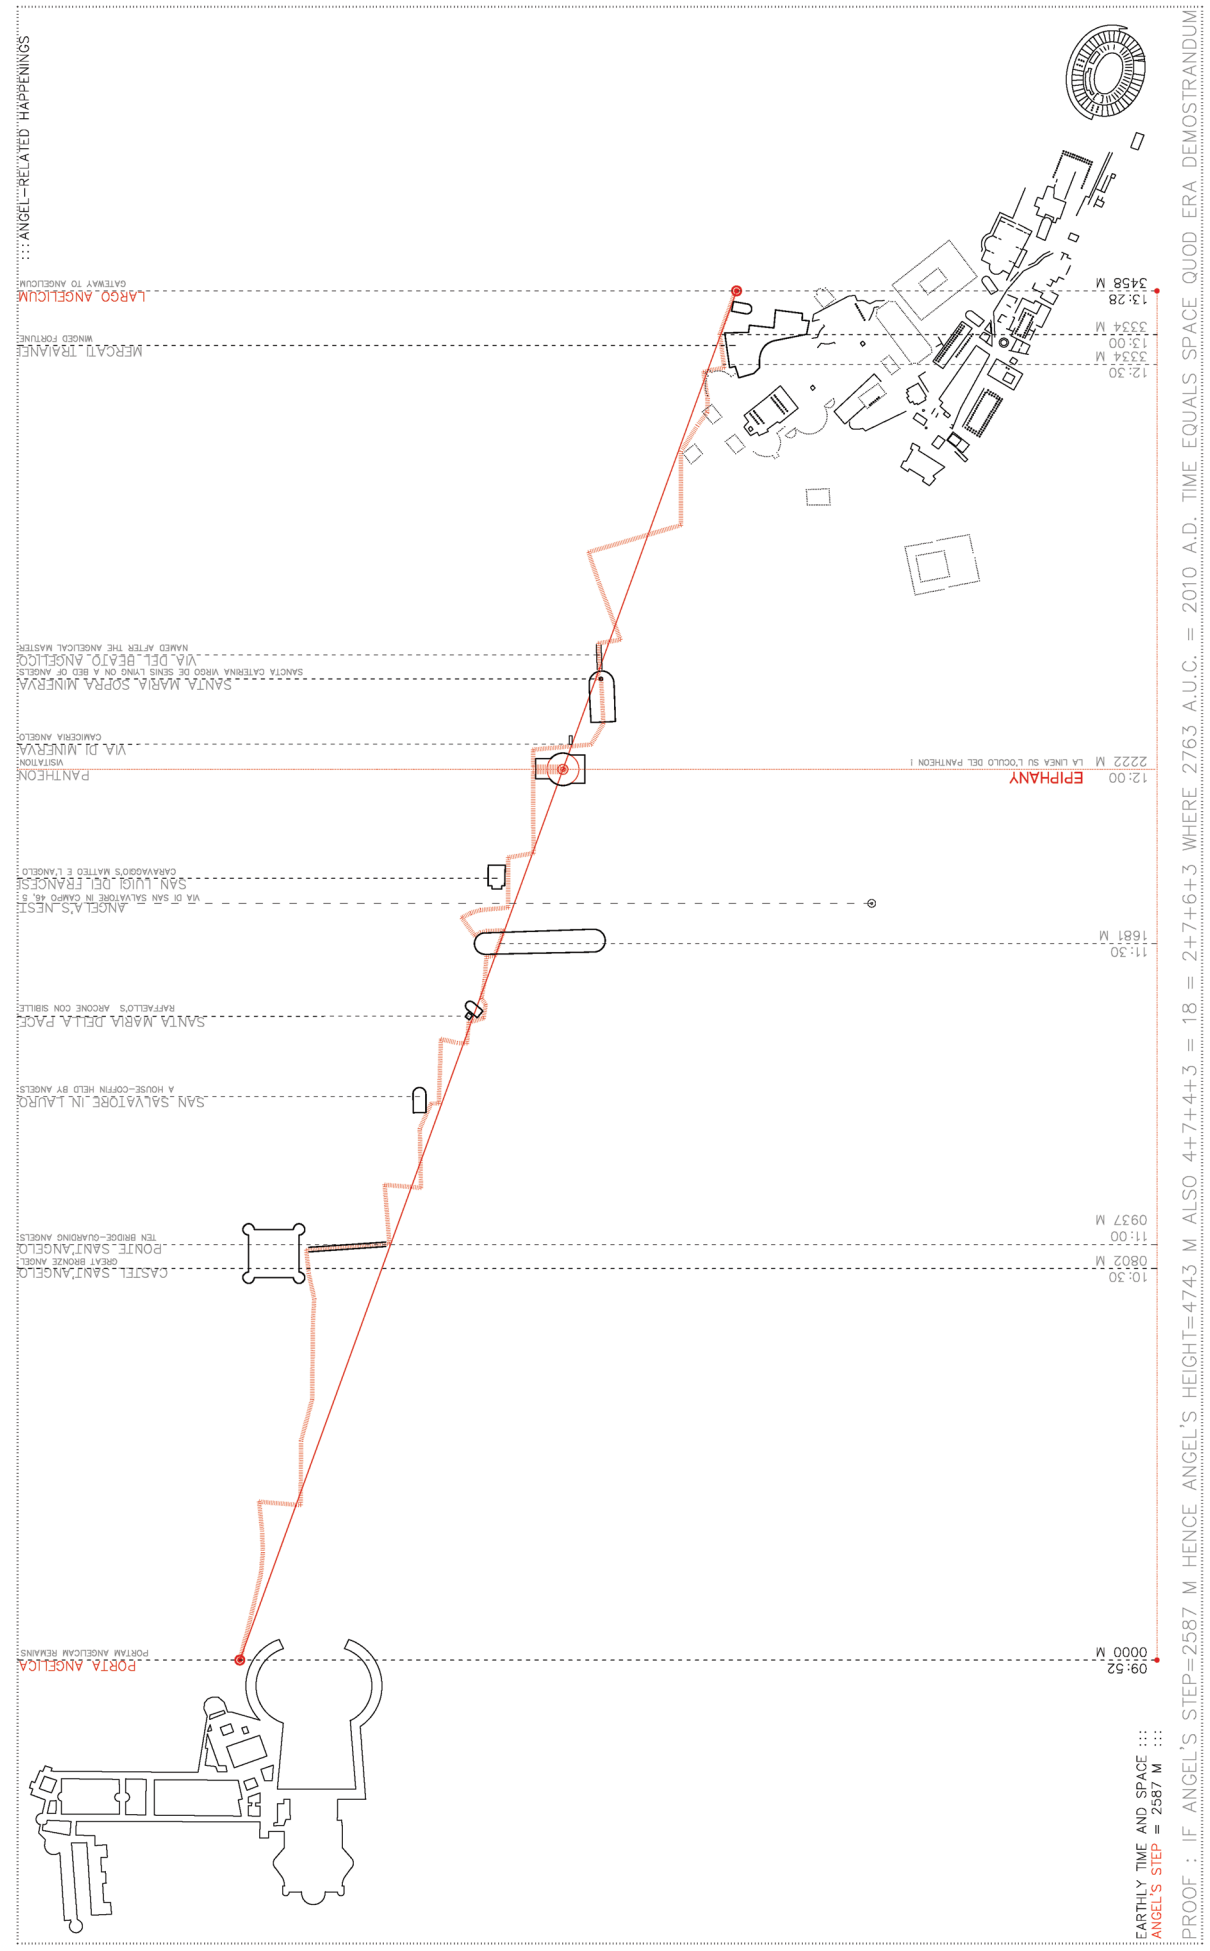 :::ANGEL-RELATED HAPPENINGS
LARGO ANGELICUM
GATEWAY TO ANGELICUM
13:28
3458 M
MERCATI TRAIANEI
WINGED FORTUNE
13:00
3334 M
12:30
3334 M
VIA DEL BEATO ANGELICO
NAMED AFTER THE ANGELICAL MASTER
SANTA MARIA SOPRA MINERVA
SANCTA CATERINA VIRGO DE SENIS LYING ON A BED OF ANGELS
VIA DI MINERVA
CAMICERIA ANGELO
PANTHEON
VISITATION
EPIPHANY
LA LINEA SU L'OCULO DEL PANTHEON !
12:00
2222 M
SAN LUIGI DEI FRANCESI
CARAVAGGIO'S MATTEO E L'ANGELO
ANGELA'S NEST
VIA DI SAN SALVATORE IN CAMPO 46, 5
11:30
1681 M
SANTA MARIA DELLA PACE
RAFFAELLO'S ARCONE CON SIBILLE
SAN SALVATORE IN LAURO
A HOUSE-COFFIN HELD BY ANGELS
PONTE SANT'ANGELO
TEN BRIDGE-GUARDING ANGELS
11:00
0937 M
CASTEL SANT'ANGELO
GREAT BRONZE ANGEL
10:30
0802 M
PORTA ANGELICA
PORTAM ANGELICAM REMAINS
09:52
0000 M
EARTHLY TIME AND SPACE :::
ANGEL'S STEP = 2587 M :::
PROOF : IF ANGEL'S STEP=2587 M HENCE ANGEL'S HEIGHT=4743 M ALSO 4+7+4+3 = 18 = 2+7+6+3 WHERE 2763 A.U.C. = 2010 A.D. TIME EQUALS SPACE QUOD ERA DEMOSTRANDUM